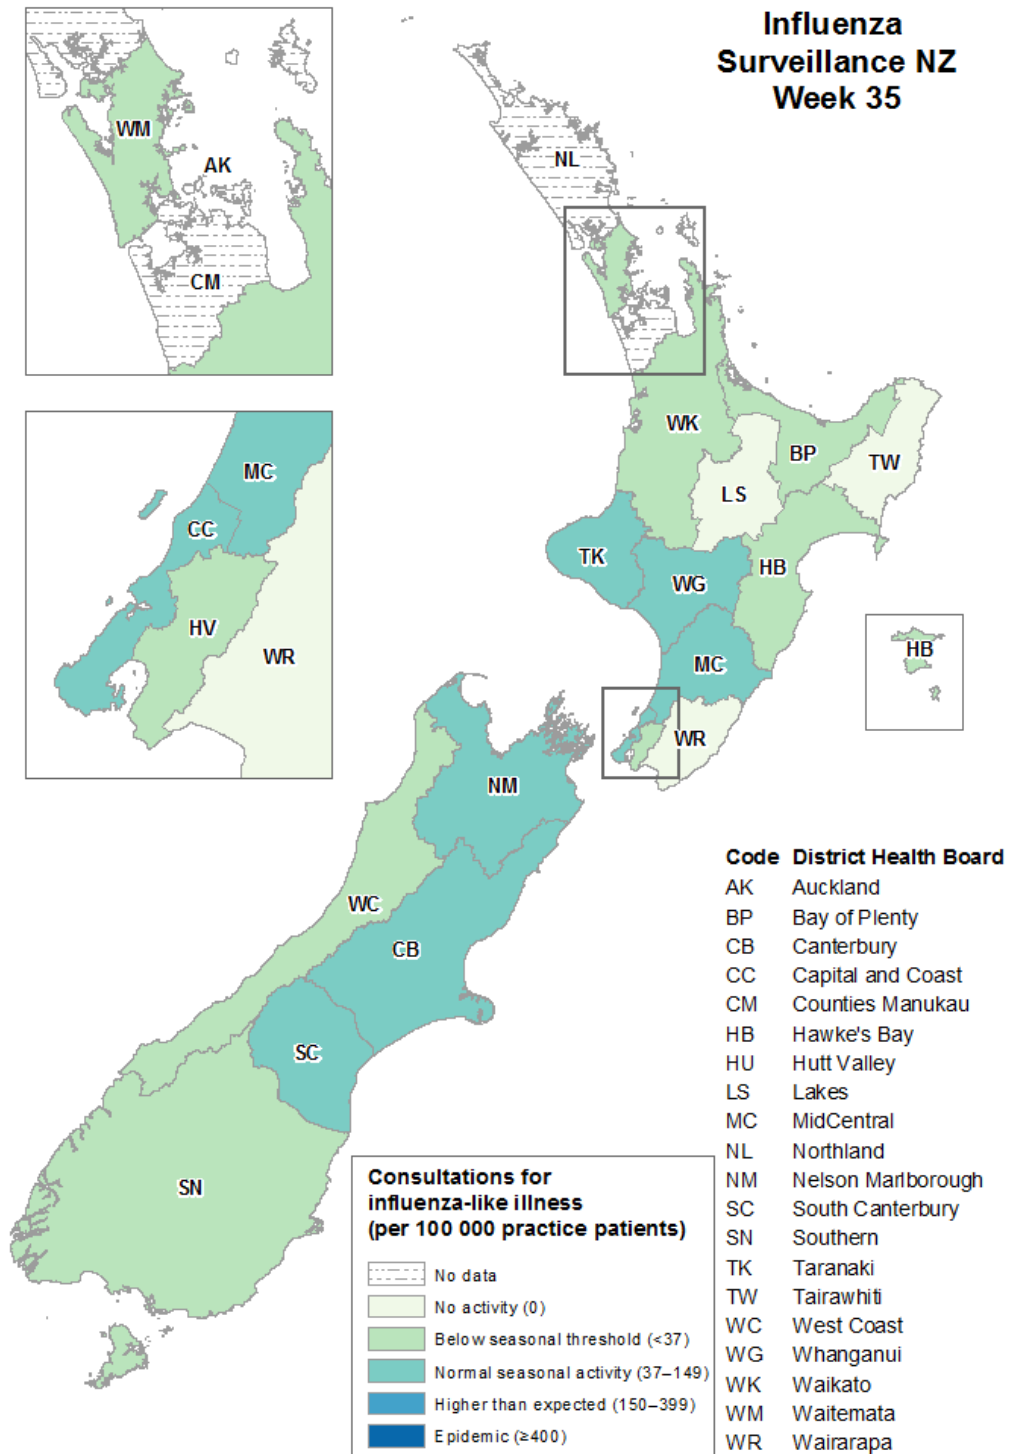 Influenza
Surveillance NZ
Week 35
WM
AK
CM
NL
WK
BP
TW
LS
TK
WG
HB
MC
WR
HB
MC
CC
HV
WR
NM
WC
CB
SC
SN
Code District Health Board
AK Auckland
BP Bay of Plenty
CB Canterbury
CC Capital and Coast
CM Counties Manukau
HB Hawke's Bay
HU Hutt Valley
LS Lakes
MC MidCentral
NL Northland
NM Nelson Marlborough
SC South Canterbury
SN Southern
TK Taranaki
TW Tairawhiti
WC West Coast
WG Whanganui
WK Waikato
WM Waitemata
WR Wairarapa
Consultations for
influenza-like illness
(per 100 000 practice patients)
No data
No activity (0)
Below seasonal threshold (<37)
Normal seasonal activity (37–149)
Higher than expected (150–399)
Epidemic (≥400)